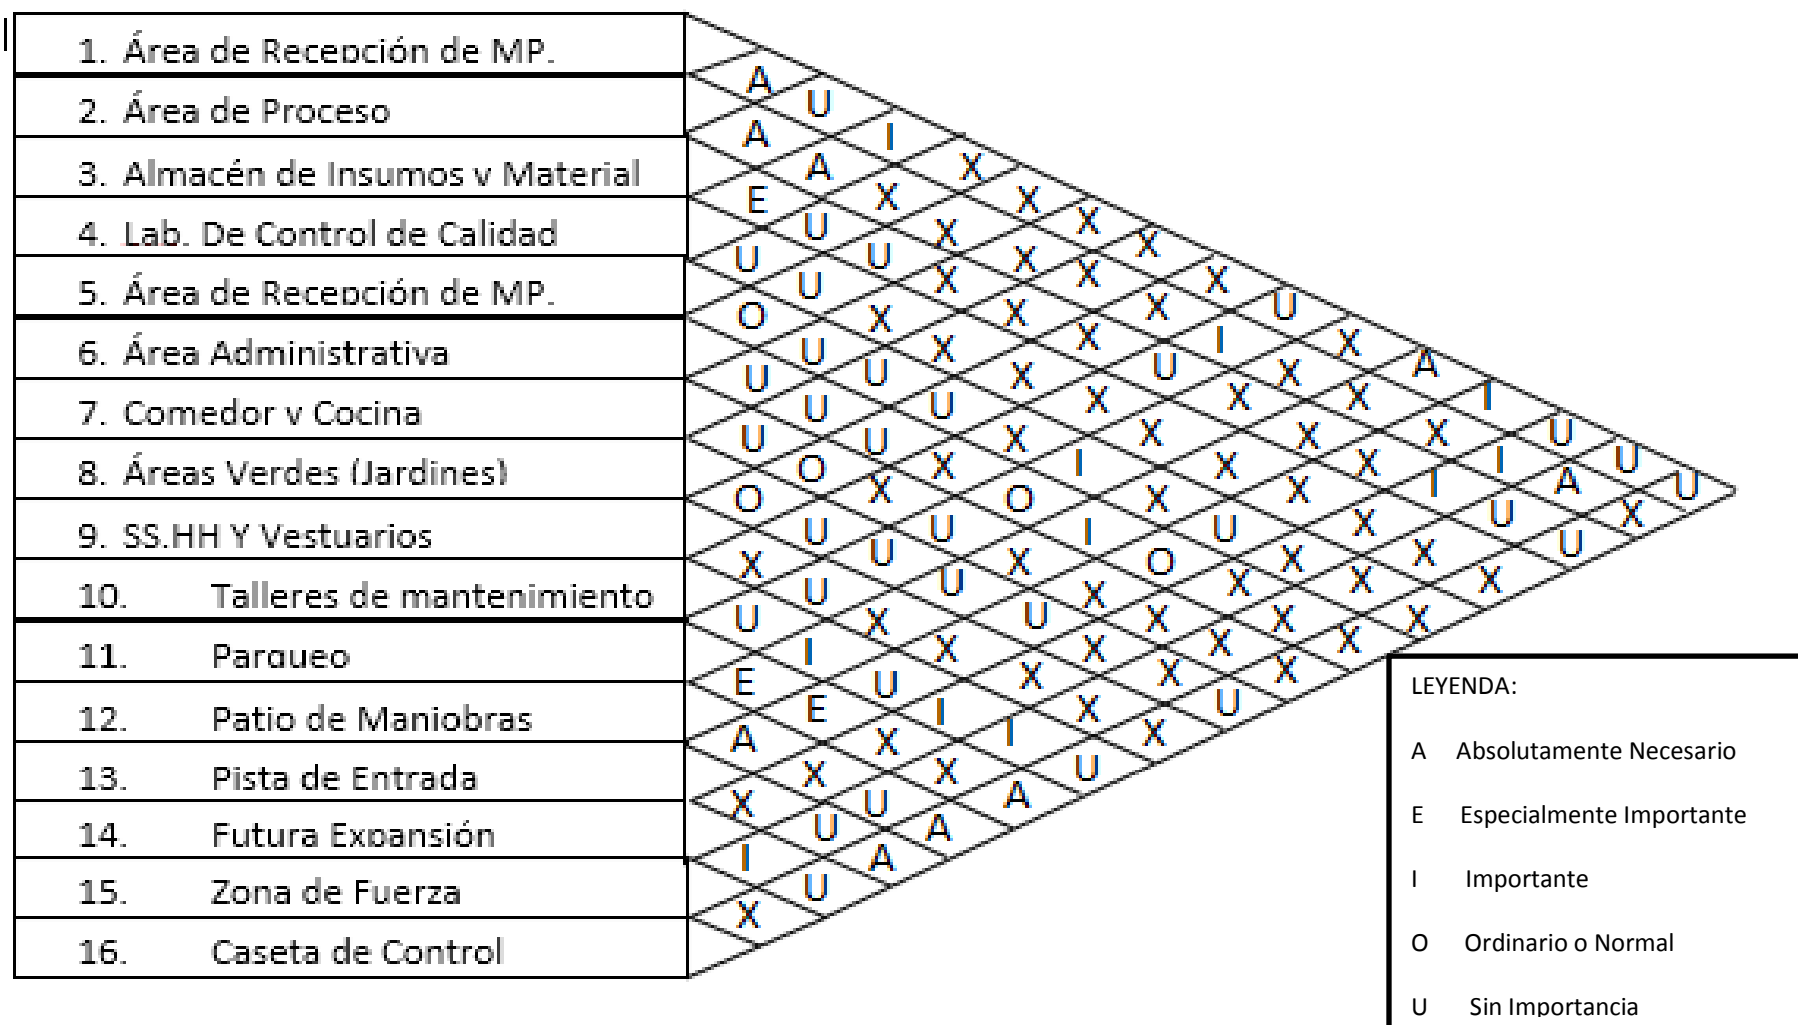 1. Área de Recepción de MP.
2. Área de Proceso
3. Almacén de Insumos y Material
4. Lab. De Control de Calidad
5. Área de Recepción de MP.
6. Área Administrativa
7. Comedor y Cocina
8. Áreas Verdes (Jardines)
9. SS.HH Y Vestuarios
10. Talleres de mantenimiento
11. Parqueo
12. Patio de Maniobras
13. Pista de Entrada
14. Futura Expansión
15. Zona de Fuerza
16. Caseta de Control
A U I X X X X X U X A I U U U
A A X X X X X I X X X I A X
E U U X X X U X X X I U U
U U X X X X X X X X X X
O U U U X I X U X X X
U U U X O I O X X X
U O X U X X X X X
O U U U U X X U
X U X X X X X
U I U I I U
E E X X A
A X U A
X U A
I U
X
LEYENDA:
A Absolutamente Necesario
E Especialmente Importante
I Importante
O Ordinario o Normal
U Sin Importancia